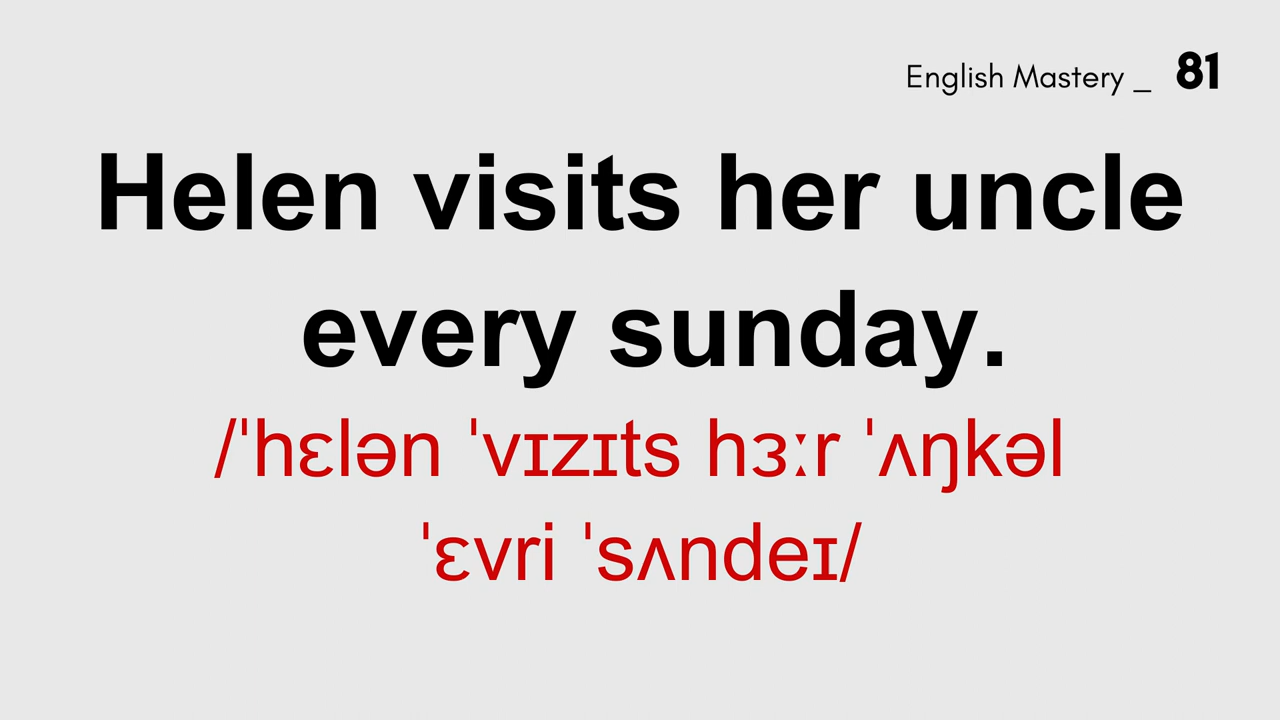 English Mastery _ 81
Helen visits her uncle
every sunday.
/ˈhɛlən ˈvɪzɪts hɜːr ˈʌŋkəl
ˈɛvri ˈsʌndeɪ/